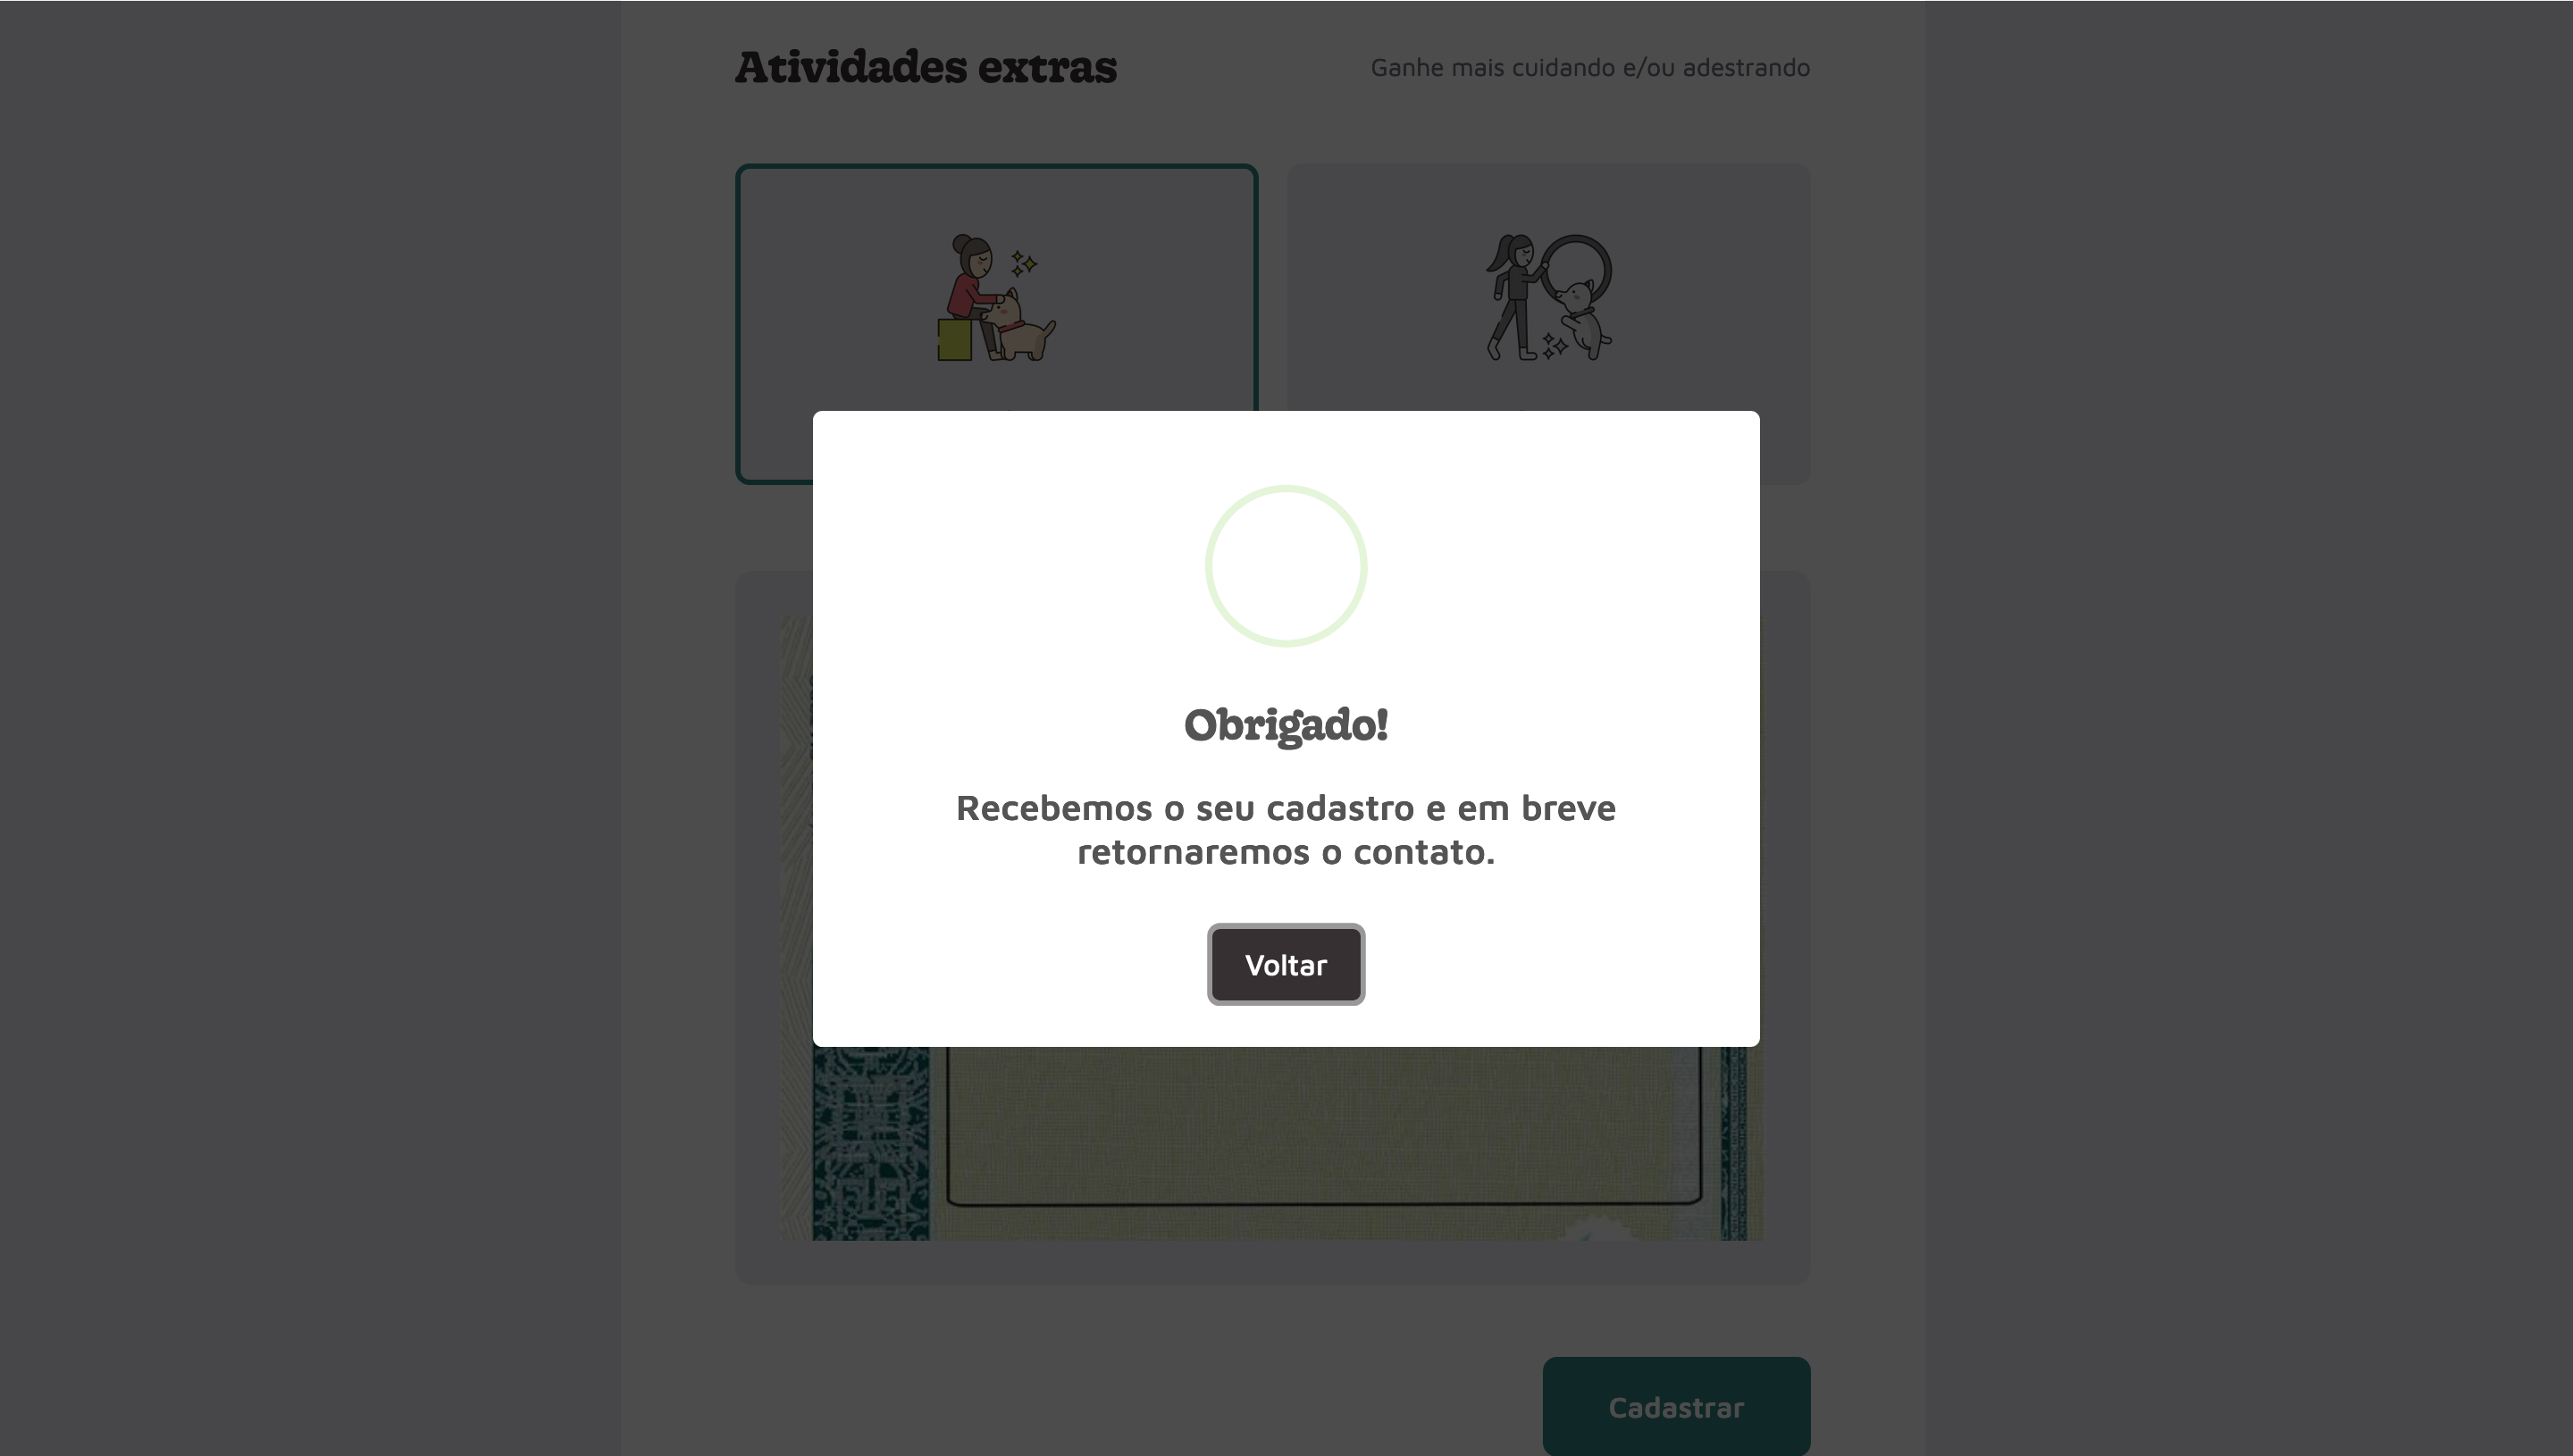 Atividades extras
Ganhe mais cuidando e/ou adestrando
Obrigado!
Recebemos o seu cadastro e em breve
retornaremos o contato.
Voltar
Cadastrar